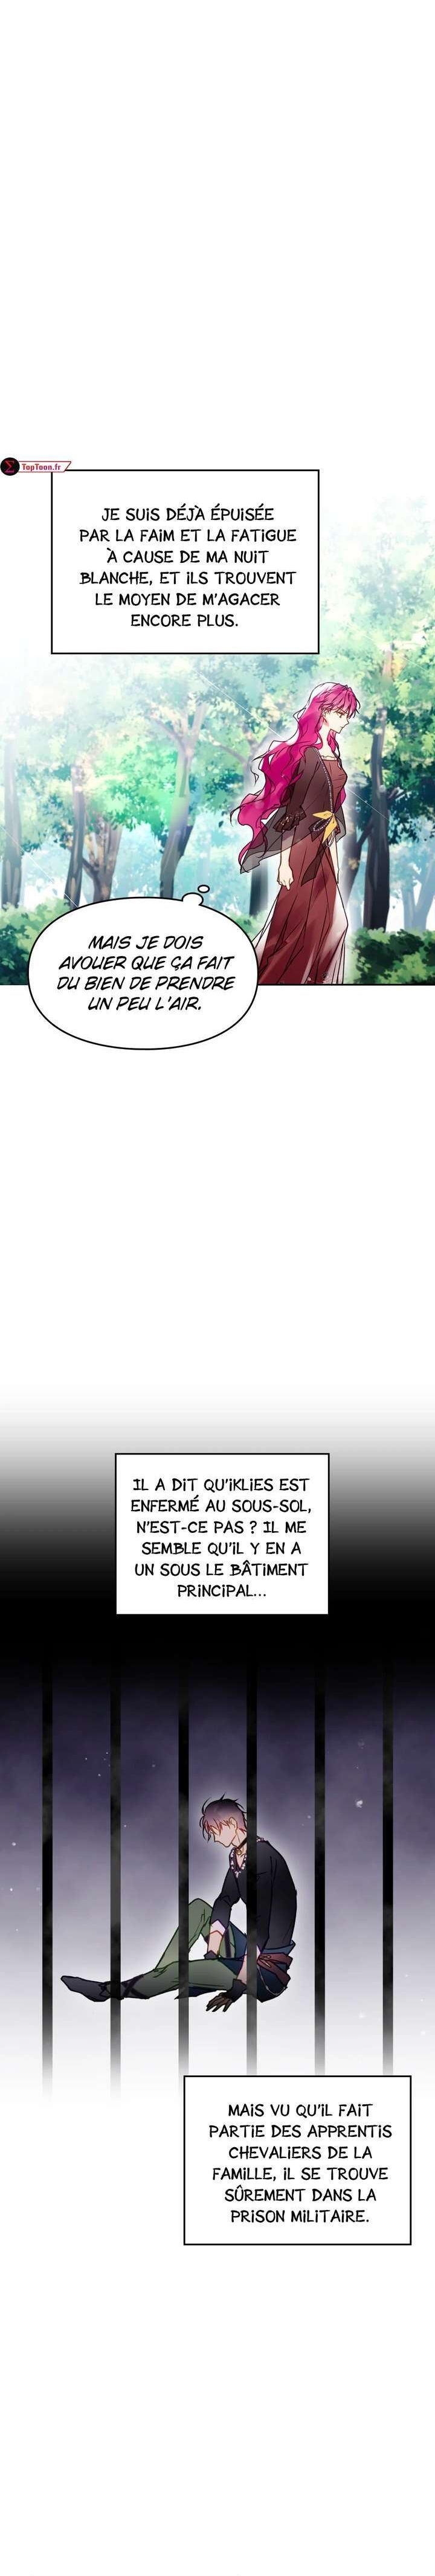 TopToon.fr
JE SUIS DÉJÀ ÉPUISÉE
PAR LA FAIM ET LA FATIGUE
À CAUSE DE MA NUIT
BLANCHE, ET ILS TROUVENT
LE MOYEN DE M'AGACER
ENCORE PLUS.
MAIS JE DOIS
AVOUER QUE ÇA FAIT
DU BIEN DE PRENDRE
UN PEU L'AIR.
IL A DIT QU'IKLIES EST
ENFERMÉ AU SOUS-SOL,
N'EST-CE PAS ? IL ME
SEMBLE QU'IL Y EN A
UN SOUS LE BÂTIMENT
PRINCIPAL...
MAIS VU QU'IL FAIT
PARTIE DES APPRENTIS
CHEVALIERS DE LA
FAMILLE, IL SE TROUVE
SÛREMENT DANS LA
PRISON MILITAIRE.